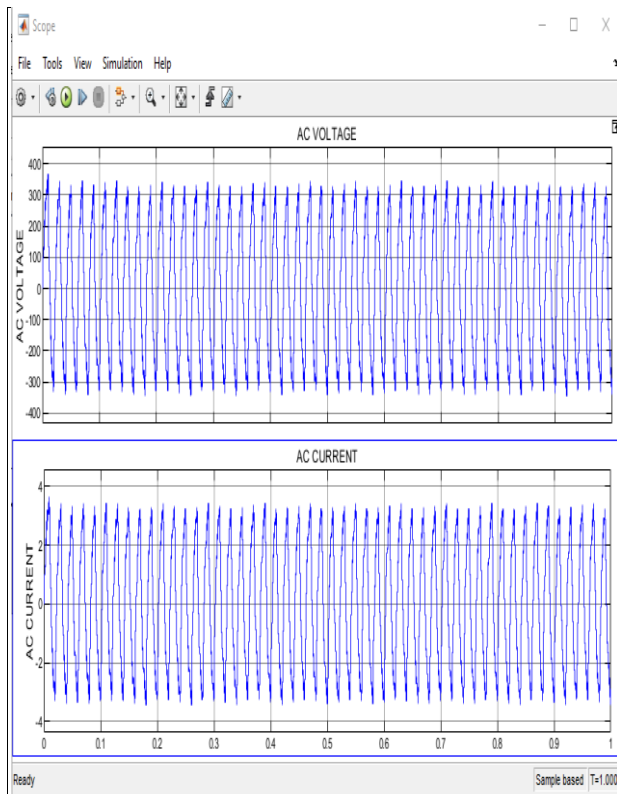 Scope
File Tools View Simulation Help
AC VOLTAGE
AC VOLTAGE
400
300
200
100
0
-100
-200
-300
-400
AC CURRENT
AC CURRENT
4
2
0
-2
-4
0 0.1 0.2 0.3 0.4 0.5 0.6 0.7 0.8 0.9 1
Ready Sample based T=1.000